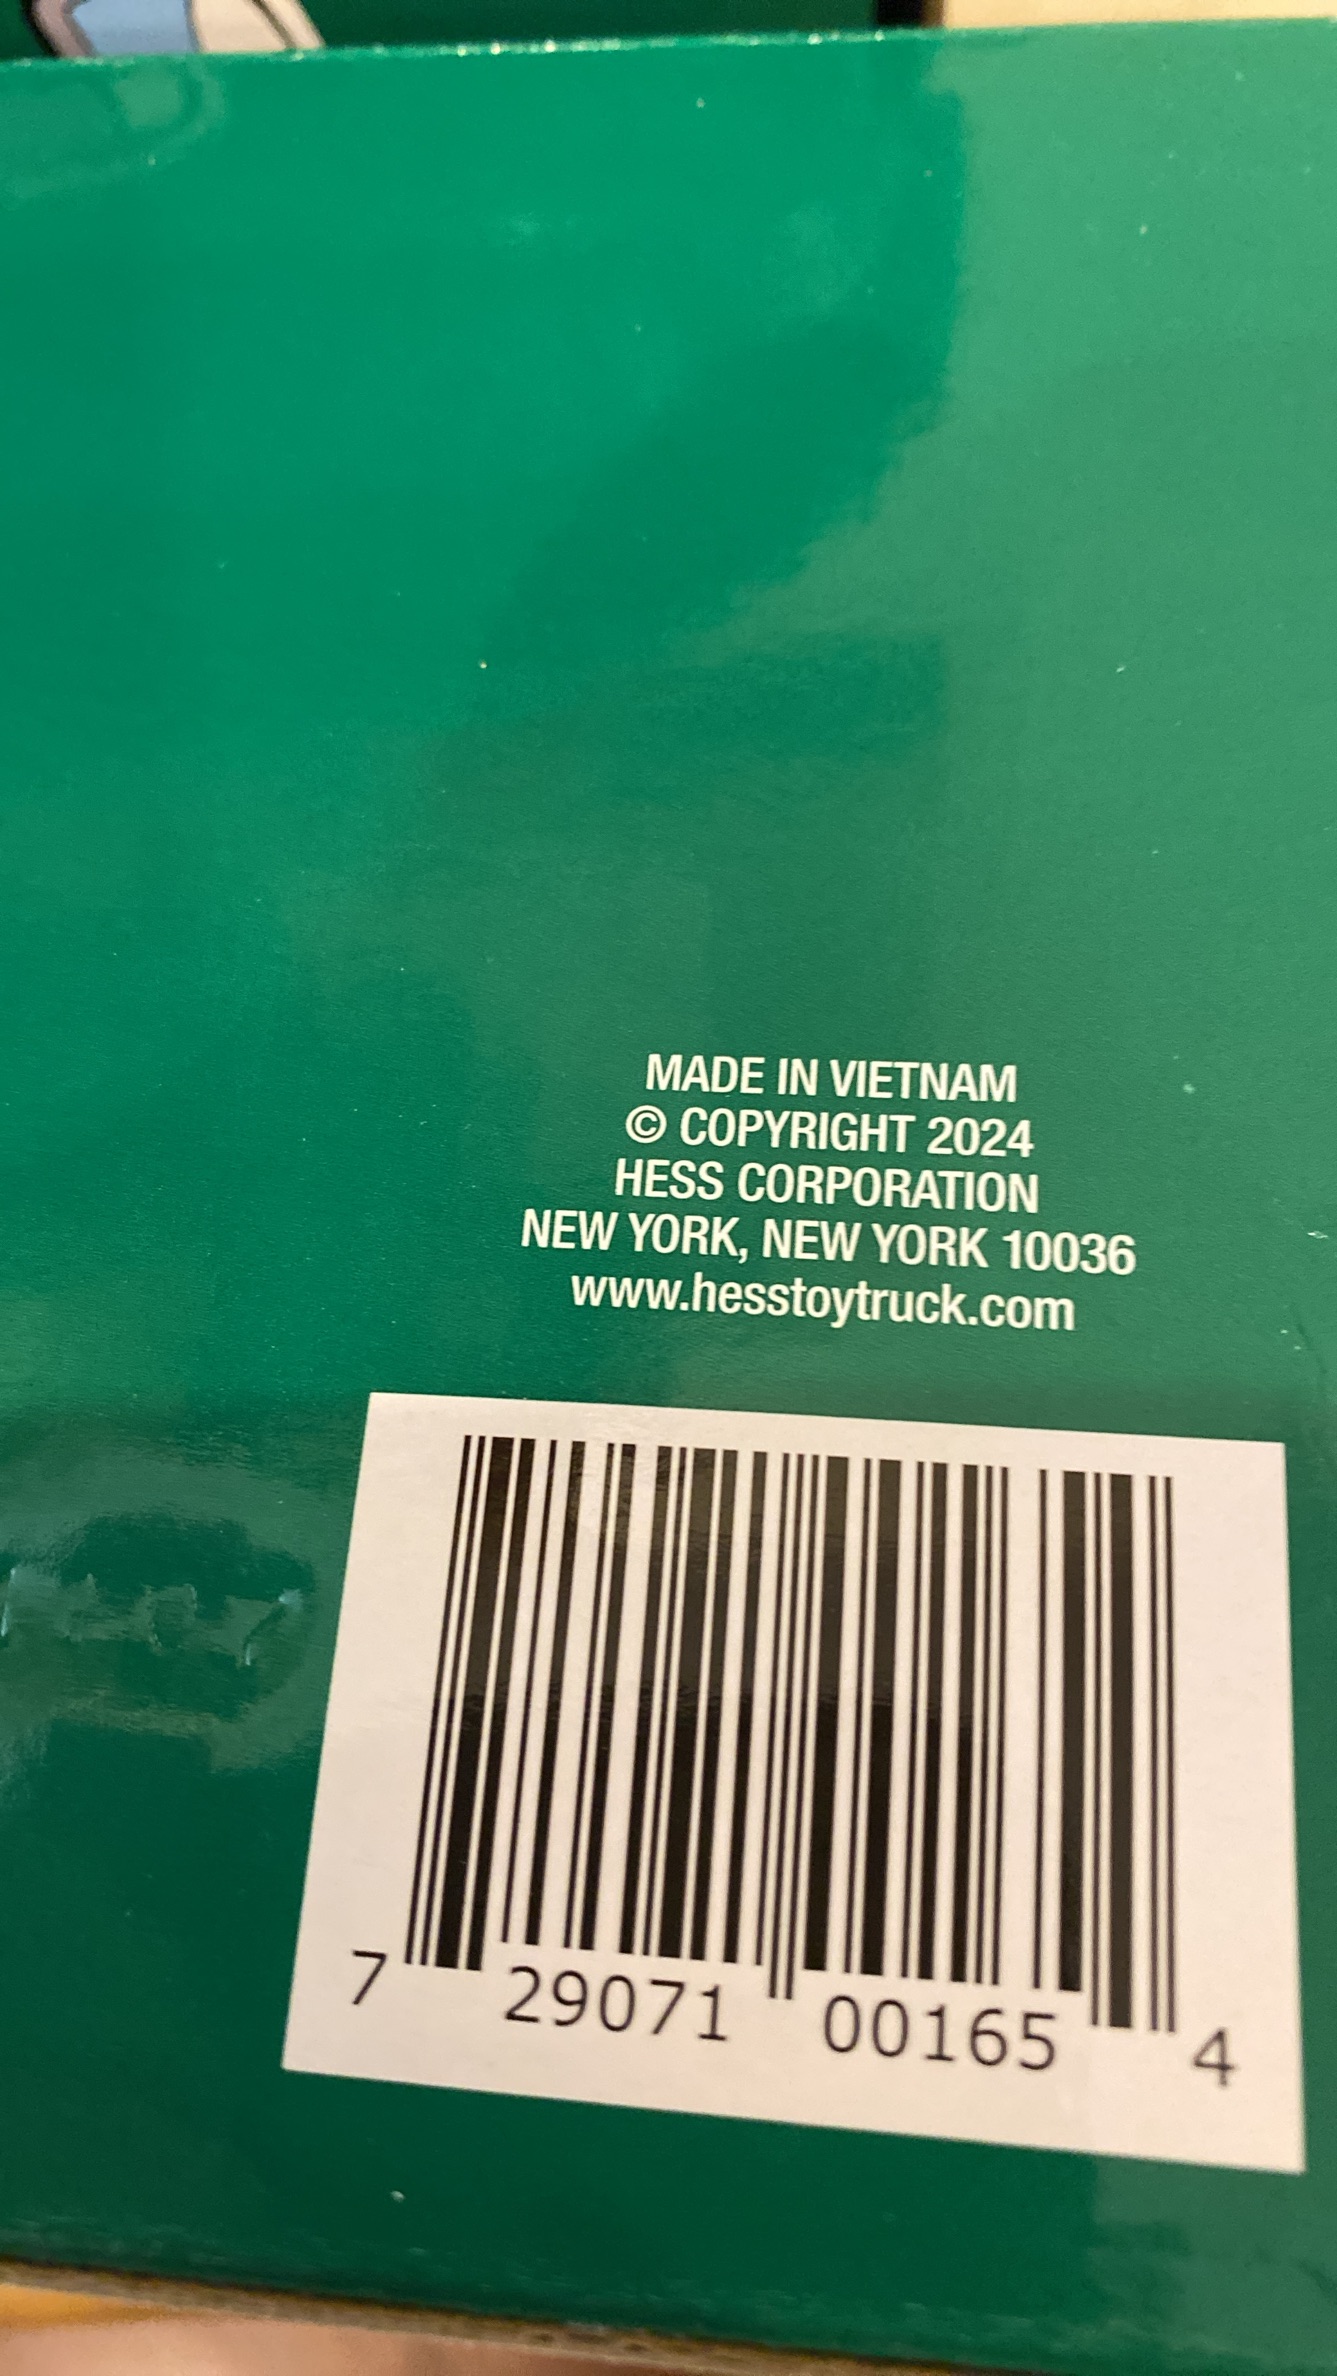 MADE IN VIETNAM
© COPYRIGHT 2024
HESS CORPORATION
NEW YORK, NEW YORK 10036
www.hesstoytruck.com
7 29071 00165 4